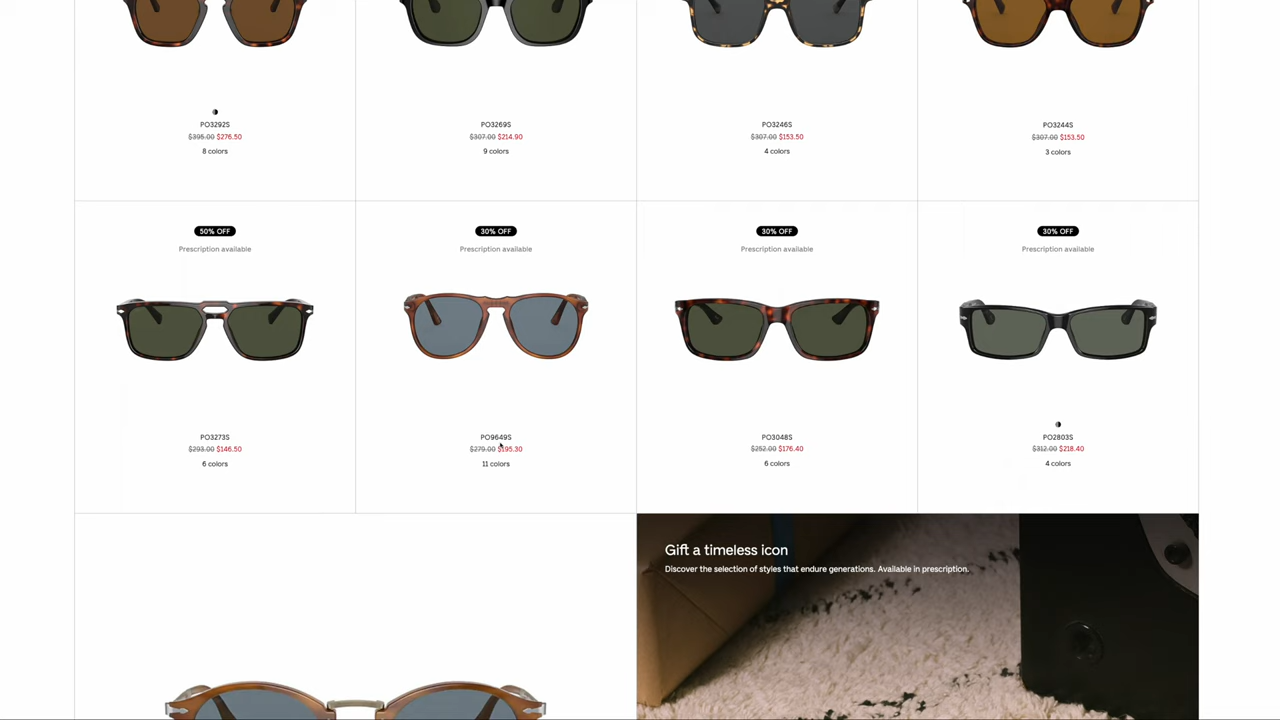 PO3292S
$395.00 $276.50
8 colors
PO3269S
$307.00 $214.90
9 colors
PO3246S
$307.00 $153.50
4 colors
PO3244S
$307.00 $153.50
3 colors
50% OFF
Prescription available
PO3273S
$293.00 $146.50
6 colors
30% OFF
Prescription available
PO9649S
$279.00 $195.30
11 colors
30% OFF
Prescription available
PO3048S
$252.00 $176.40
6 colors
30% OFF
Prescription available
PO2803S
$312.00 $218.40
4 colors
Gift a timeless icon
Discover the selection of styles that endure generations. Available in prescription.